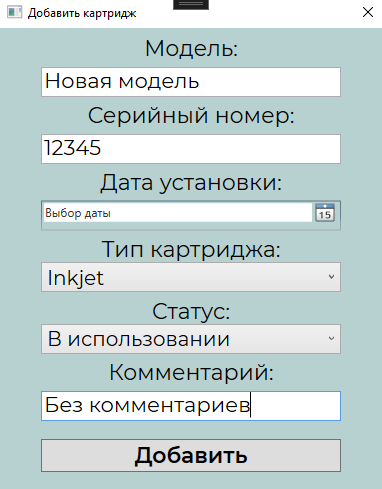 Добавить картридж
Модель:
Новая модель
Серийный номер:
12345
Дата установки:
Выбор даты
15
Тип картриджа:
Inkjet
Статус:
В использовании
Комментарий:
Без комментариев
Добавить